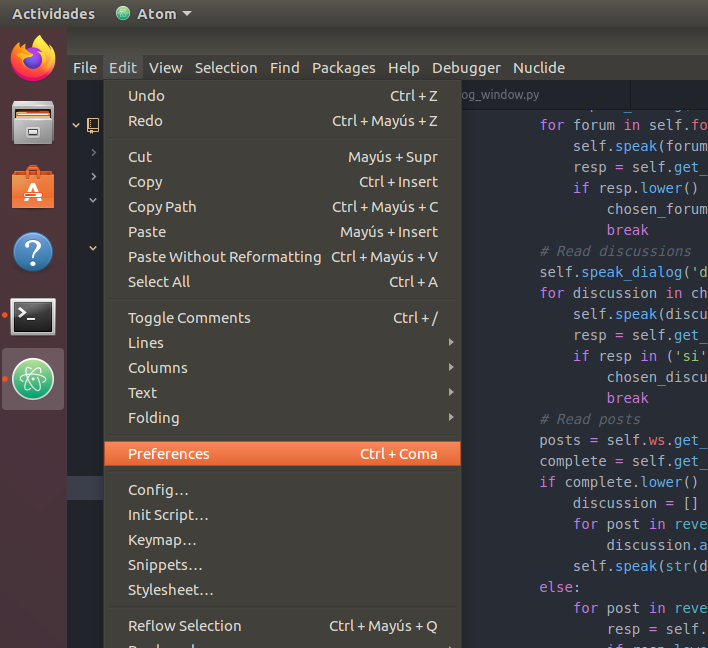 Actividades Atom
File Edit View Selection Find Packages Help Debugger Nuclide
Undo Ctrl + Z
Redo Ctrl + Mayús + Z
Cut Mayús + Supr
Copy Ctrl + Insert
Copy Path Ctrl + Mayús + C
Paste Mayús + Insert
Paste Without Reformatting Ctrl + Mayús + V
Select All Ctrl + A
Toggle Comments Ctrl + /
Lines
Columns
Text
Folding
Preferences Ctrl + Coma
Config…
Init Script…
Keymap…
Snippets…
Stylesheet…
Reflow Selection Ctrl + Mayús + Q
og_window.py
for forum in self.fo
self.speak(forum
resp = self.get_
if resp.lower()
chosen_forum
break
# Read discussions
self.speak_dialog('d
for discussion in ch
self.speak(discu
resp = self.get_
if resp in ('si'
chosen_discu
break
# Read posts
posts = self.ws.get_
complete = self.get_
if complete.lower()
discussion = []
for post in reve
discussion.a
self.speak(str(d
else:
for post in reve
resp = self.